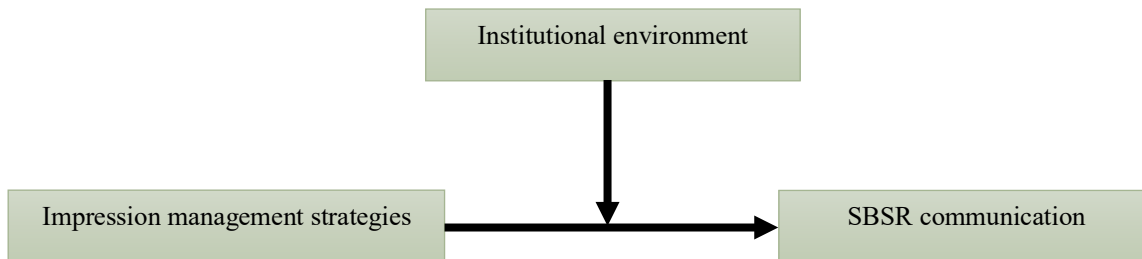 Institutional environment
Impression management strategies
SBSR communication